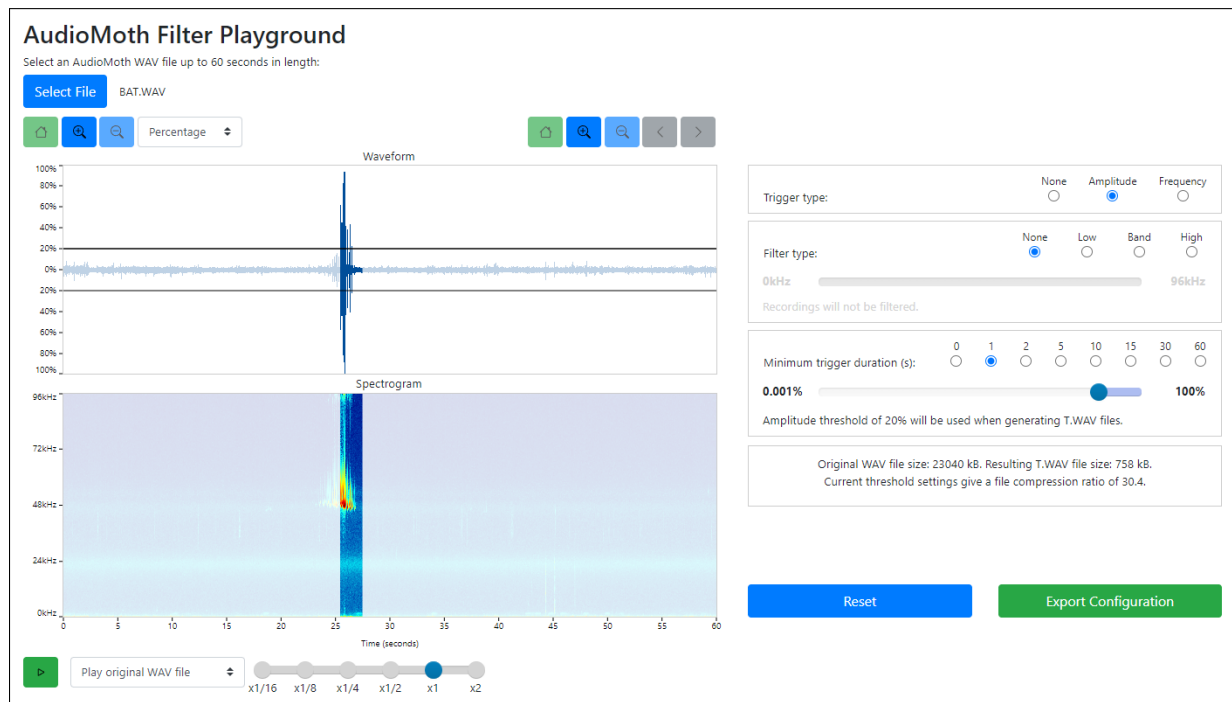 AudioMoth Filter Playground
Select an AudioMoth WAV file up to 60 seconds in length:
Select File BAT.WAV
Percentage
Waveform
100%
80%
60%
40%
20%
0%
20%
40%
60%
80%
100%
Spectrogram
96kHz
72kHz
48kHz
24kHz
0kHz
0 5 10 15 20 25 30 35 40 45 50 55 60
Time (seconds)
Play original WAV file
x1/16 x1/8 x1/4 x1/2 x1 x2
None Amplitude Frequency
Trigger type:
None Low Band High
Filter type:
0kHz 96kHz
Recordings will not be filtered.
0 1 2 5 10 15 30 60
Minimum trigger duration (s):
0.001% 100%
Amplitude threshold of 20% will be used when generating T.WAV files.
Original WAV file size: 23040 kB. Resulting T.WAV file size: 758 kB.
Current threshold settings give a file compression ratio of 30.4.
Reset Export Configuration